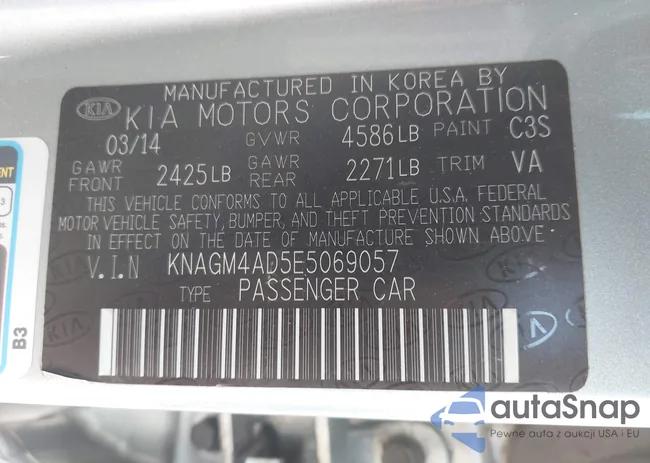 MANUFACTURED IN KOREA BY
KIA KIA MOTORS CORPORATION
03/14 GVWR 4586LB PAINT C3S
GAWR FRONT 2425LB GAWR REAR 2271LB TRIM VA
THIS VEHICLE CONFORMS TO ALL APPLICABLE U.S.A. FEDERAL
MOTOR VEHICLE SAFETY, BUMPER, AND THEFT PREVENTION STANDARDS
IN EFFECT ON THE DATE OF MANUFACTURE SHOWN ABOVE.
V.I.N KNAGM4AD5E5069057
TYPE PASSENGER CAR
KIA
B3
autoSnap
Pewne auta z aukcji USA i EU